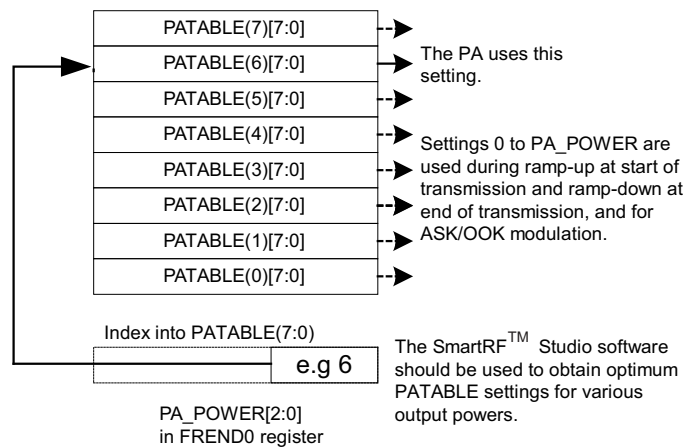 PATABLE(7)[7:0]
PATABLE(6)[7:0]
PATABLE(5)[7:0]
PATABLE(4)[7:0]
PATABLE(3)[7:0]
PATABLE(2)[7:0]
PATABLE(1)[7:0]
PATABLE(0)[7:0]
The PA uses this
setting.
Settings 0 to PA_POWER are
used during ramp-up at start of
transmission and ramp-down at
end of transmission, and for
ASK/OOK modulation.
Index into PATABLE(7:0)
e.g 6
PA_POWER[2:0]
in FREND0 register
The SmartRF™ Studio software
should be used to obtain optimum
PATABLE settings for various
output powers.